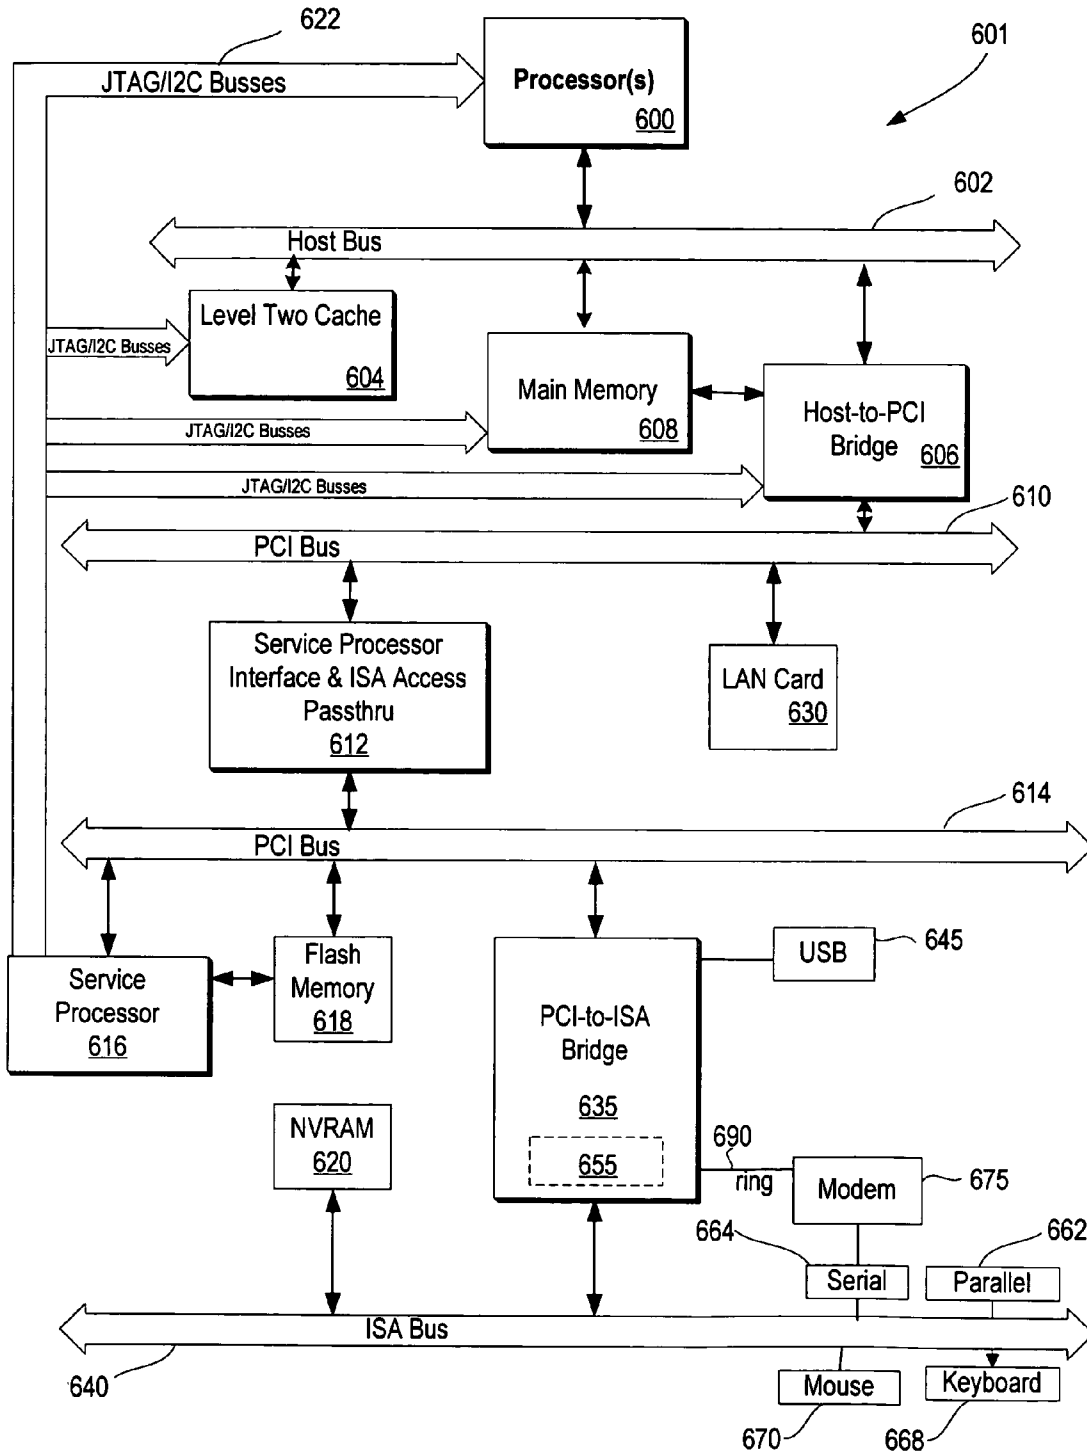 622
601
JTAG/I2C Busses
Processor(s)
600
602
Host Bus
Level Two Cache
604
JTAG/I2C Busses
Main Memory
608
Host-to-PCI
Bridge
606
JTAG/I2C Busses
JTAG/I2C Busses
610
PCI Bus
Service Processor
Interface & ISA Access
Passthru
612
LAN Card
630
614
PCI Bus
Service
Processor
616
Flash
Memory
618
USB
645
PCI-to-ISA
Bridge
635
655
NVRAM
620
690
ring
Modem
675
664
662
Serial
Parallel
ISA Bus
640
Mouse
Keyboard
670
668